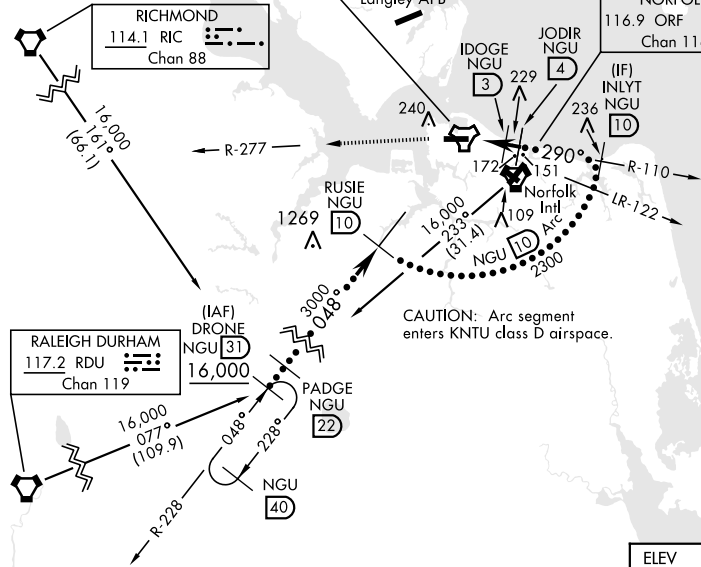 RICHMOND
114.1 RIC
Chan 88
Langley AFB
116.9 ORF
IDOGE
NGU
3
JODIR
NGU
4
229
(IF)
INLYT
NGU
10
236
240
16,000
161°
(66.1)
R-277
290°
172
151
R-110
LR-122
Norfolk
Intl
109
RUSIE
NGU
10
1269
16,000
233°
(31.4)
NGU 10 Arc
2300
3000
048°
CAUTION: Arc segment
enters KNTU class D airspace.
(IAF)
DRONE
NGU 31
16,000
RALEIGH DURHAM
117.2 RDU
Chan 119
PADGE
NGU
22
16,000
077°
(109.9)
048°
228°
NGU
40
R-228
ELEV